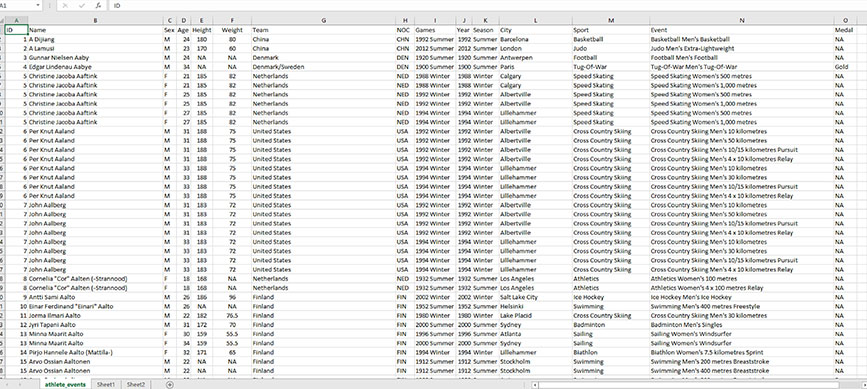 A1 ID
A B C D E F G H I J K L M N O
ID Name Sex Age Height Weight Team NOC Games Year Season City Sport Event Medal
1 A Dijiang M 24 180 80 China CHN 1992 Summer 1992 Summer Barcelona Basketball Basketball Men's Basketball NA
2 A Lamusi M 23 170 60 China CHN 2012 Summer 2012 Summer London Judo Judo Men's Extra-Lightweight NA
3 Gunnar Nielsen Aaby M 24 NA NA Denmark DEN 1920 Summer 1920 Summer Antwerpen Football Football Men's Football NA
4 Edgar Lindenau Aabye M 34 NA NA Denmark/Sweden DEN 1900 Summer 1900 Summer Paris Tug-Of-War Tug-Of-War Men's Tug-Of-War Gold
5 Christine Jacoba Aaftink F 21 185 82 Netherlands NED 1988 Winter 1988 Winter Calgary Speed Skating Speed Skating Women's 500 metres NA
5 Christine Jacoba Aaftink F 21 185 82 Netherlands NED 1988 Winter 1988 Winter Calgary Speed Skating Speed Skating Women's 1,000 metres NA
5 Christine Jacoba Aaftink F 25 185 82 Netherlands NED 1992 Winter 1992 Winter Albertville Speed Skating Speed Skating Women's 500 metres NA
5 Christine Jacoba Aaftink F 25 185 82 Netherlands NED 1992 Winter 1992 Winter Albertville Speed Skating Speed Skating Women's 1,000 metres NA
5 Christine Jacoba Aaftink F 27 185 82 Netherlands NED 1994 Winter 1994 Winter Lillehammer Speed Skating Speed Skating Women's 500 metres NA
5 Christine Jacoba Aaftink F 27 185 82 Netherlands NED 1994 Winter 1994 Winter Lillehammer Speed Skating Speed Skating Women's 1,000 metres NA
6 Per Knut Aaland M 31 188 75 United States USA 1992 Winter 1992 Winter Albertville Cross Country Skiing Cross Country Skiing Men's 10 kilometres NA
6 Per Knut Aaland M 31 188 75 United States USA 1992 Winter 1992 Winter Albertville Cross Country Skiing Cross Country Skiing Men's 50 kilometres NA
6 Per Knut Aaland M 31 188 75 United States USA 1992 Winter 1992 Winter Albertville Cross Country Skiing Cross Country Skiing Men's 10/15 kilometres Pursuit NA
6 Per Knut Aaland M 31 188 75 United States USA 1992 Winter 1992 Winter Albertville Cross Country Skiing Cross Country Skiing Men's 4 x 10 kilometres Relay NA
6 Per Knut Aaland M 33 188 75 United States USA 1994 Winter 1994 Winter Lillehammer Cross Country Skiing Cross Country Skiing Men's 10 kilometres NA
6 Per Knut Aaland M 33 188 75 United States USA 1994 Winter 1994 Winter Lillehammer Cross Country Skiing Cross Country Skiing Men's 30 kilometres NA
6 Per Knut Aaland M 33 188 75 United States USA 1994 Winter 1994 Winter Lillehammer Cross Country Skiing Cross Country Skiing Men's 10/15 kilometres Pursuit NA
6 Per Knut Aaland M 33 188 75 United States USA 1994 Winter 1994 Winter Lillehammer Cross Country Skiing Cross Country Skiing Men's 4 x 10 kilometres Relay NA
7 John Aalberg M 31 183 72 United States USA 1992 Winter 1992 Winter Albertville Cross Country Skiing Cross Country Skiing Men's 10 kilometres NA
7 John Aalberg M 31 183 72 United States USA 1992 Winter 1992 Winter Albertville Cross Country Skiing Cross Country Skiing Men's 50 kilometres NA
7 John Aalberg M 31 183 72 United States USA 1992 Winter 1992 Winter Albertville Cross Country Skiing Cross Country Skiing Men's 10/15 kilometres Pursuit NA
7 John Aalberg M 31 183 72 United States USA 1992 Winter 1992 Winter Albertville Cross Country Skiing Cross Country Skiing Men's 4 x 10 kilometres Relay NA
7 John Aalberg M 33 183 72 United States USA 1994 Winter 1994 Winter Lillehammer Cross Country Skiing Cross Country Skiing Men's 10 kilometres NA
7 John Aalberg M 33 183 72 United States USA 1994 Winter 1994 Winter Lillehammer Cross Country Skiing Cross Country Skiing Men's 30 kilometres NA
7 John Aalberg M 33 183 72 United States USA 1994 Winter 1994 Winter Lillehammer Cross Country Skiing Cross Country Skiing Men's 10/15 kilometres Pursuit NA
7 John Aalberg M 33 183 72 United States USA 1994 Winter 1994 Winter Lillehammer Cross Country Skiing Cross Country Skiing Men's 4 x 10 kilometres Relay NA
8 Cornelia "Cor" Aalten (-Strannood) F 18 168 NA Netherlands NED 1932 Summer 1932 Summer Los Angeles Athletics Athletics Women's 100 metres NA
8 Cornelia "Cor" Aalten (-Strannood) F 18 168 NA Netherlands NED 1932 Summer 1932 Summer Los Angeles Athletics Athletics Women's 4 x 100 metres Relay NA
9 Antti Sami Aalto M 26 186 96 Finland FIN 2002 Winter 2002 Winter Salt Lake City Ice Hockey Ice Hockey Men's Ice Hockey NA
10 Einar Ferdinand "Einari" Aalto M 26 NA NA Finland FIN 1952 Summer 1952 Summer Helsinki Swimming Swimming Men's 400 metres Freestyle NA
11 Jorma Ilmari Aalto M 22 182 76.5 Finland FIN 1980 Winter 1980 Winter Lake Placid Cross Country Skiing Cross Country Skiing Men's 30 kilometres NA
12 Jyri Tapani Aalto M 31 172 70 Finland FIN 2000 Summer 2000 Summer Sydney Badminton Badminton Men's Singles NA
13 Minna Maarit Aalto F 30 159 55.5 Finland FIN 1996 Summer 1996 Summer Atlanta Sailing Sailing Women's Windsurfer NA
13 Minna Maarit Aalto F 34 159 55.5 Finland FIN 2000 Summer 2000 Summer Sydney Sailing Sailing Women's Windsurfer NA
14 Pirjo Hannele Aalto (Mattila-) F 32 171 65 Finland FIN 1994 Winter 1994 Winter Lillehammer Biathlon Biathlon Women's 7.5 kilometres Sprint NA
15 Arvo Ossian Aaltonen M 22 NA NA Finland FIN 1912 Summer 1912 Summer Stockholm Swimming Swimming Men's 200 metres Breaststroke NA
15 Arvo Ossian Aaltonen M 22 NA NA Finland FIN 1912 Summer 1912 Summer Stockholm Swimming Swimming Men's 400 metres Breaststroke NA
athlete_events Sheet1 Sheet2